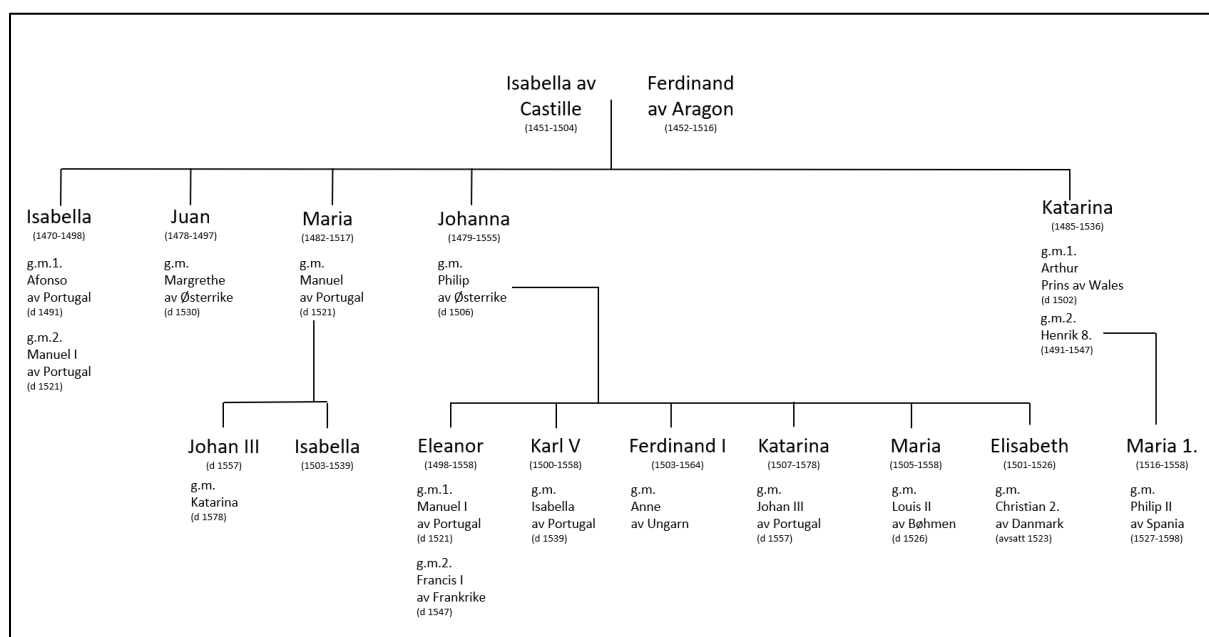 Isabella av
Castille
(1451-1504)
Ferdinand
av Aragon
(1452-1516)
Isabella
(1470-1498)
g.m.1.
Afonso
av Portugal
(d 1491)
g.m.2.
Manuel I
av Portugal
(d 1521)
Juan
(1478-1497)
g.m.
Margrethe
av Østerrike
(d 1530)
Maria
(1482-1517)
g.m.
Manuel
av Portugal
(d 1521)
Johanna
(1479-1555)
g.m.
Philip
av Østerrike
(d 1506)
Katarina
(1485-1536)
g.m.1.
Arthur
Prins av Wales
(d 1502)
g.m.2.
Henrik 8.
(1491-1547)
Johan III
(d 1557)
g.m.
Katarina
(d 1578)
Isabella
(1503-1539)
Eleanor
(1498-1558)
g.m.1.
Manuel I
av Portugal
(d 1521)
g.m.2.
Francis I
av Frankrike
(d 1547)
Karl V
(1500-1558)
g.m.
Isabella
av Portugal
(d 1539)
Ferdinand I
(1503-1564)
g.m.
Anne
av Ungarn
Katarina
(1507-1578)
g.m.
Johan III
av Portugal
(d 1557)
Maria
(1505-1558)
g.m.
Louis II
av Bøhmen
(d 1526)
Elisabeth
(1501-1526)
g.m.
Christian 2.
av Danmark
(avsatt 1523)
Maria 1.
(1516-1558)
g.m.
Philip II
av Spania
(1527-1598)